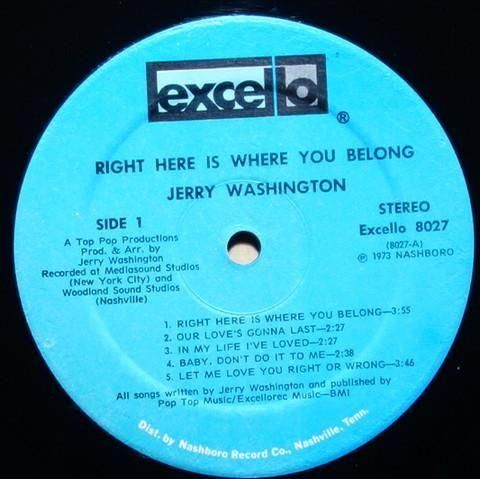 excello
®
RIGHT HERE IS WHERE YOU BELONG
JERRY WASHINGTON
SIDE 1
A Top Pop Productions
Prod. & Arr. by
Jerry Washington
Recorded at Mediasound Studios
(New York City) and
Woodland Sound Studios
(Nashville)
STEREO
Excello 8027
(8027-A)
℗ 1973 NASHBORO
1. RIGHT HERE IS WHERE YOU BELONG—3:55
2. OUR LOVE'S GONNA LAST—2:27
3. IN MY LIFE I'VE LOVED—2:27
4. BABY, DON'T DO IT TO ME—2:38
5. LET ME LOVE YOU RIGHT OR WRONG—3:46
All songs written by Jerry Washington and published by
Pop Top Music/Excellorec Music—BMI
Dist. by Nashboro Record Co., Nashville, Tenn.